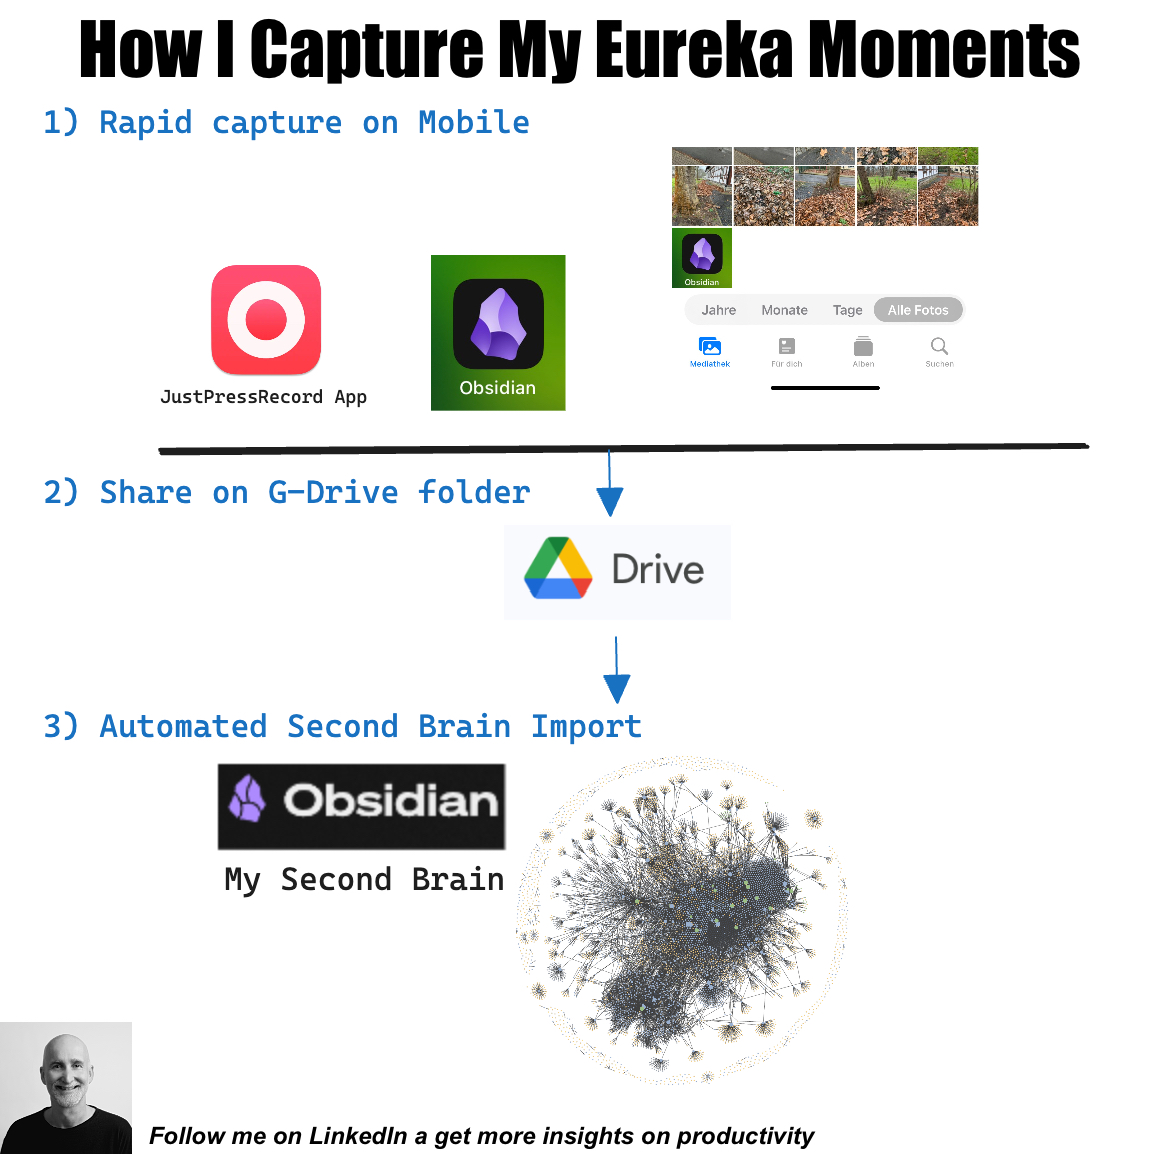 How I Capture My Eureka Moments
1) Rapid capture on Mobile
Obsidian
Jahre Monate Tage Alle Fotos
Mediathek Für dich Alben Suchen
JustPressRecord App
Obsidian
2) Share on G-Drive folder
Drive
3) Automated Second Brain Import
Obsidian
My Second Brain
Follow me on LinkedIn a get more insights on productivity